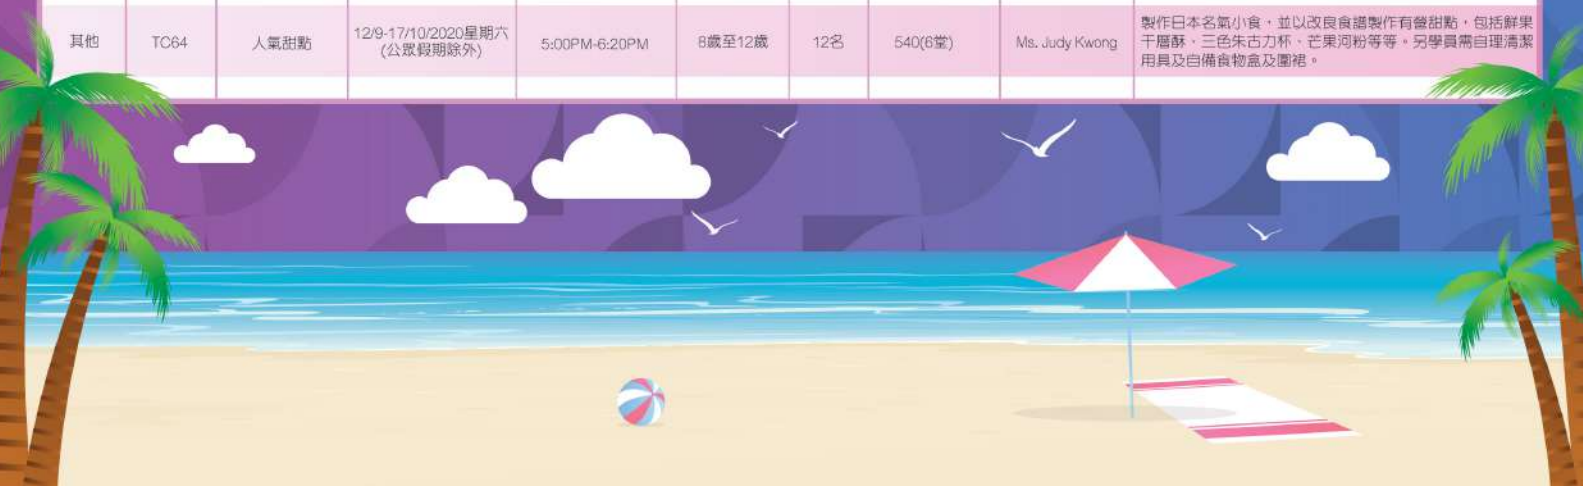 其他
TC64
人氣甜點
12/9-17/10/2020星期六
(公眾假期除外)
5:00PM-6:20PM
8歲至12歲
12名
540(6堂)
Ms. Judy Kwong
製作日本名氣小食，並以改良食譜製作有營甜點，包括鮮果
千層酥、三色朱古力杯、芒果河粉等等。另學員需自理清潔
用具及自備食物盒及圍裙。